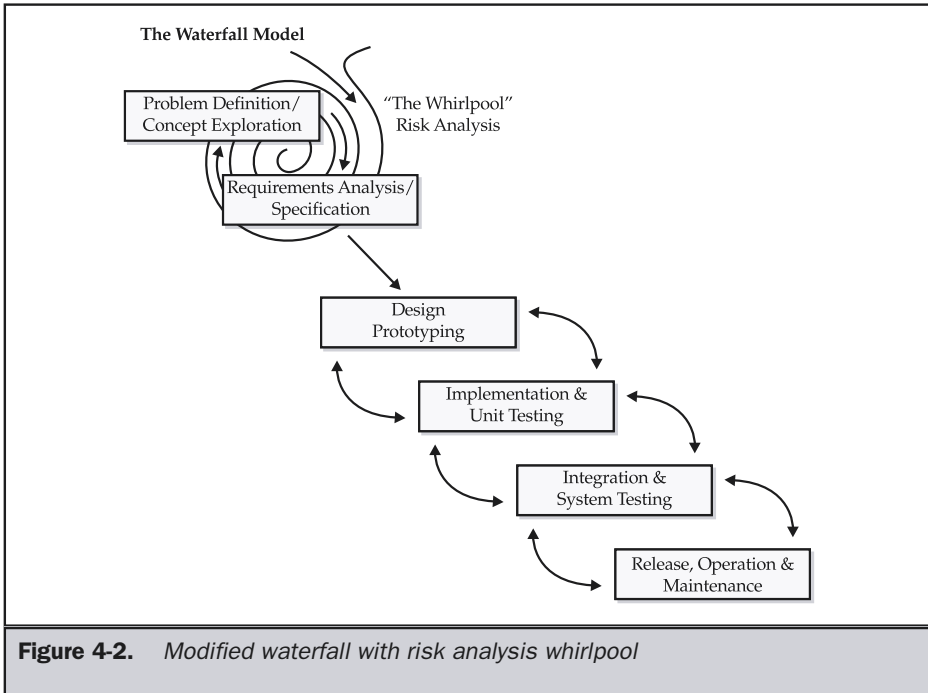 The Waterfall Model
Problem Definition/
Concept Exploration
“The Whirlpool”
Risk Analysis
Requirements Analysis/
Specification
Design
Prototyping
Implementation &
Unit Testing
Integration &
System Testing
Release, Operation &
Maintenance
Figure 4-2. Modified waterfall with risk analysis whirlpool